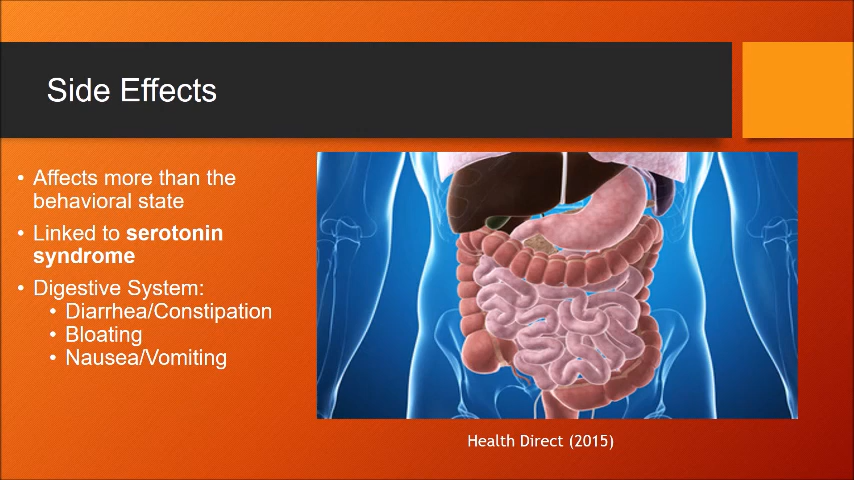 Side Effects
• Affects more than the
behavioral state
• Linked to serotonin
syndrome
• Digestive System:
• Diarrhea/Constipation
• Bloating
• Nausea/Vomiting
Health Direct (2015)